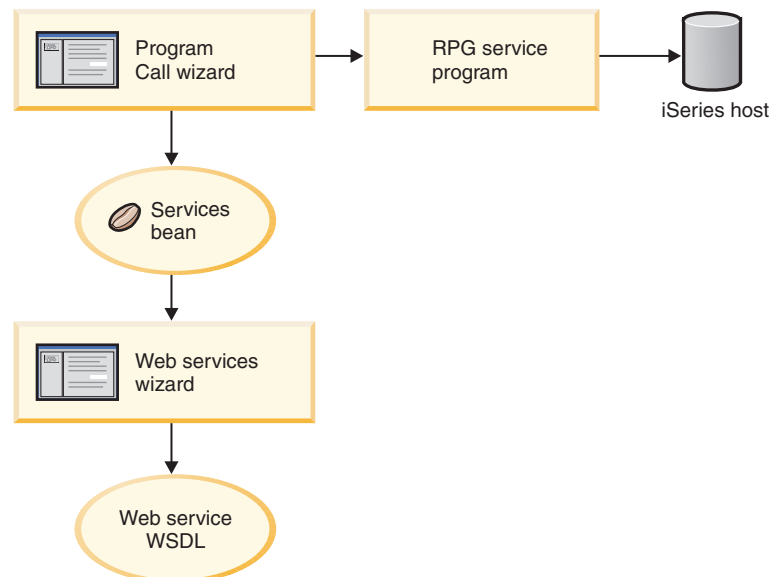 Program
Call wizard
RPG service
program
iSeries host
Services
bean
Web services
wizard
Web service
WSDL